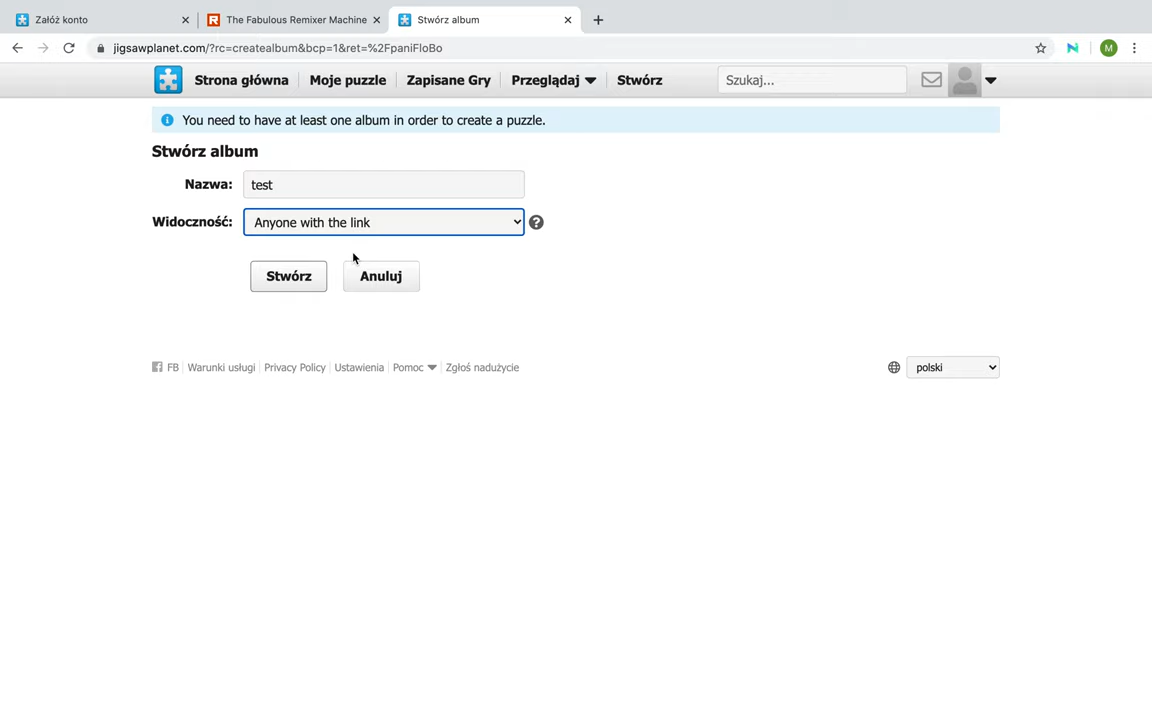 Załóż konto
The Fabulous Remixer Machine
Stwórz album
jigsawplanet.com/?rc=createalbum&bcp=1&ret=%2FpaniFloBo
M
Strona główna
Moje puzzle
Zapisane Gry
Przeglądaj
Stwórz
Szukaj...
You need to have at least one album in order to create a puzzle.
Stwórz album
Nazwa: test
Widoczność: Anyone with the link
Stwórz
Anuluj
FB
Warunki usługi
Privacy Policy
Ustawienia
Pomoc
Zgłoś nadużycie
polski